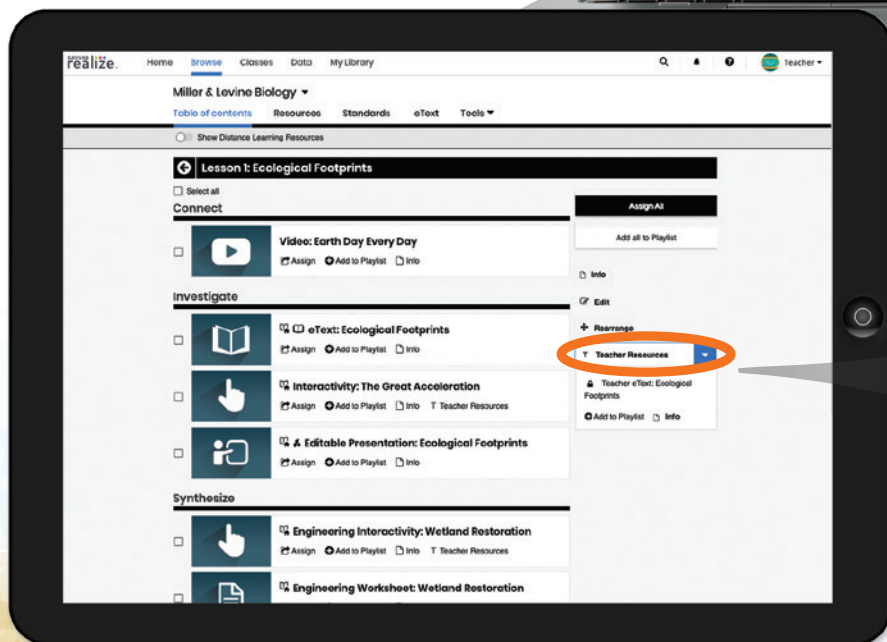 realize.
Home Browse Classes Data My Library Teacher
Miller & Levine Biology
Table of contents Resources Standards eText Tools
Show Distance Learning Resources
Lesson 1: Ecological Footprints
Select all
Connect
Video: Earth Day Every Day
Assign Add to Playlist Info
Investigate
eText: Ecological Footprints
Assign Add to Playlist Info
Interactivity: The Great Acceleration
Assign Add to Playlist Info T Teacher Resources
Editable Presentation: Ecological Footprints
Assign Add to Playlist Info
Synthesize
Engineering Interactivity: Wetland Restoration
Assign Add to Playlist Info T Teacher Resources
Engineering Worksheet: Wetland Restoration
Assign All
Add all to Playlist
Info
Edit
Rearrange
T Teacher Resources
Teacher eText: Ecological
Footprints
Add to Playlist Info